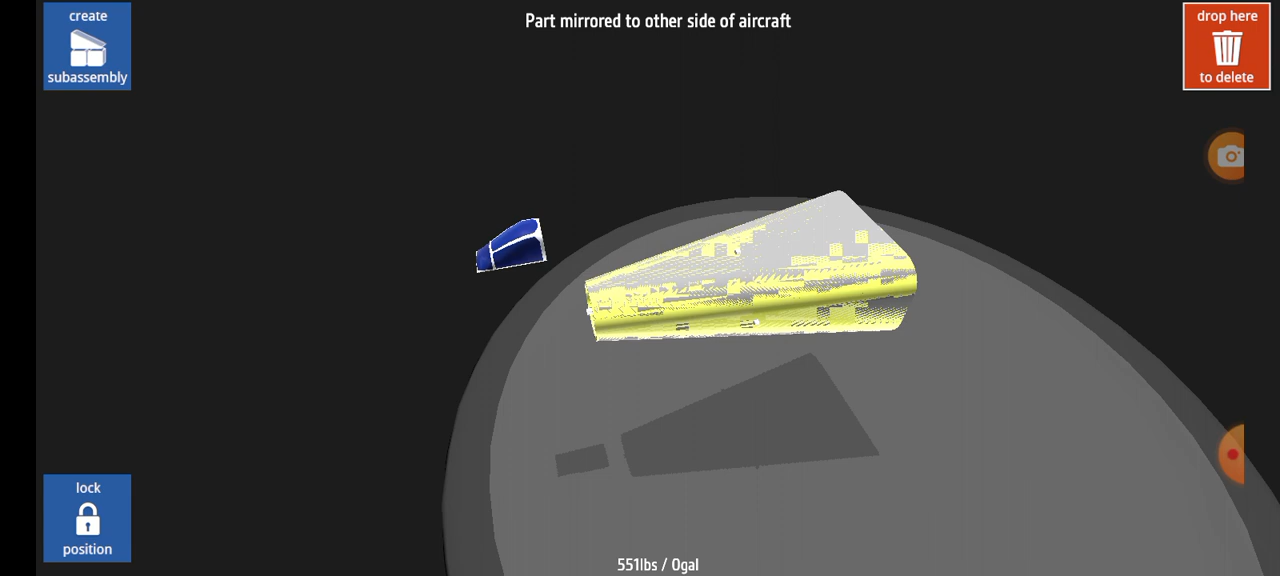 create
subassembly
Part mirrored to other side of aircraft
drop here
to delete
lock
position
551lbs / 0gal